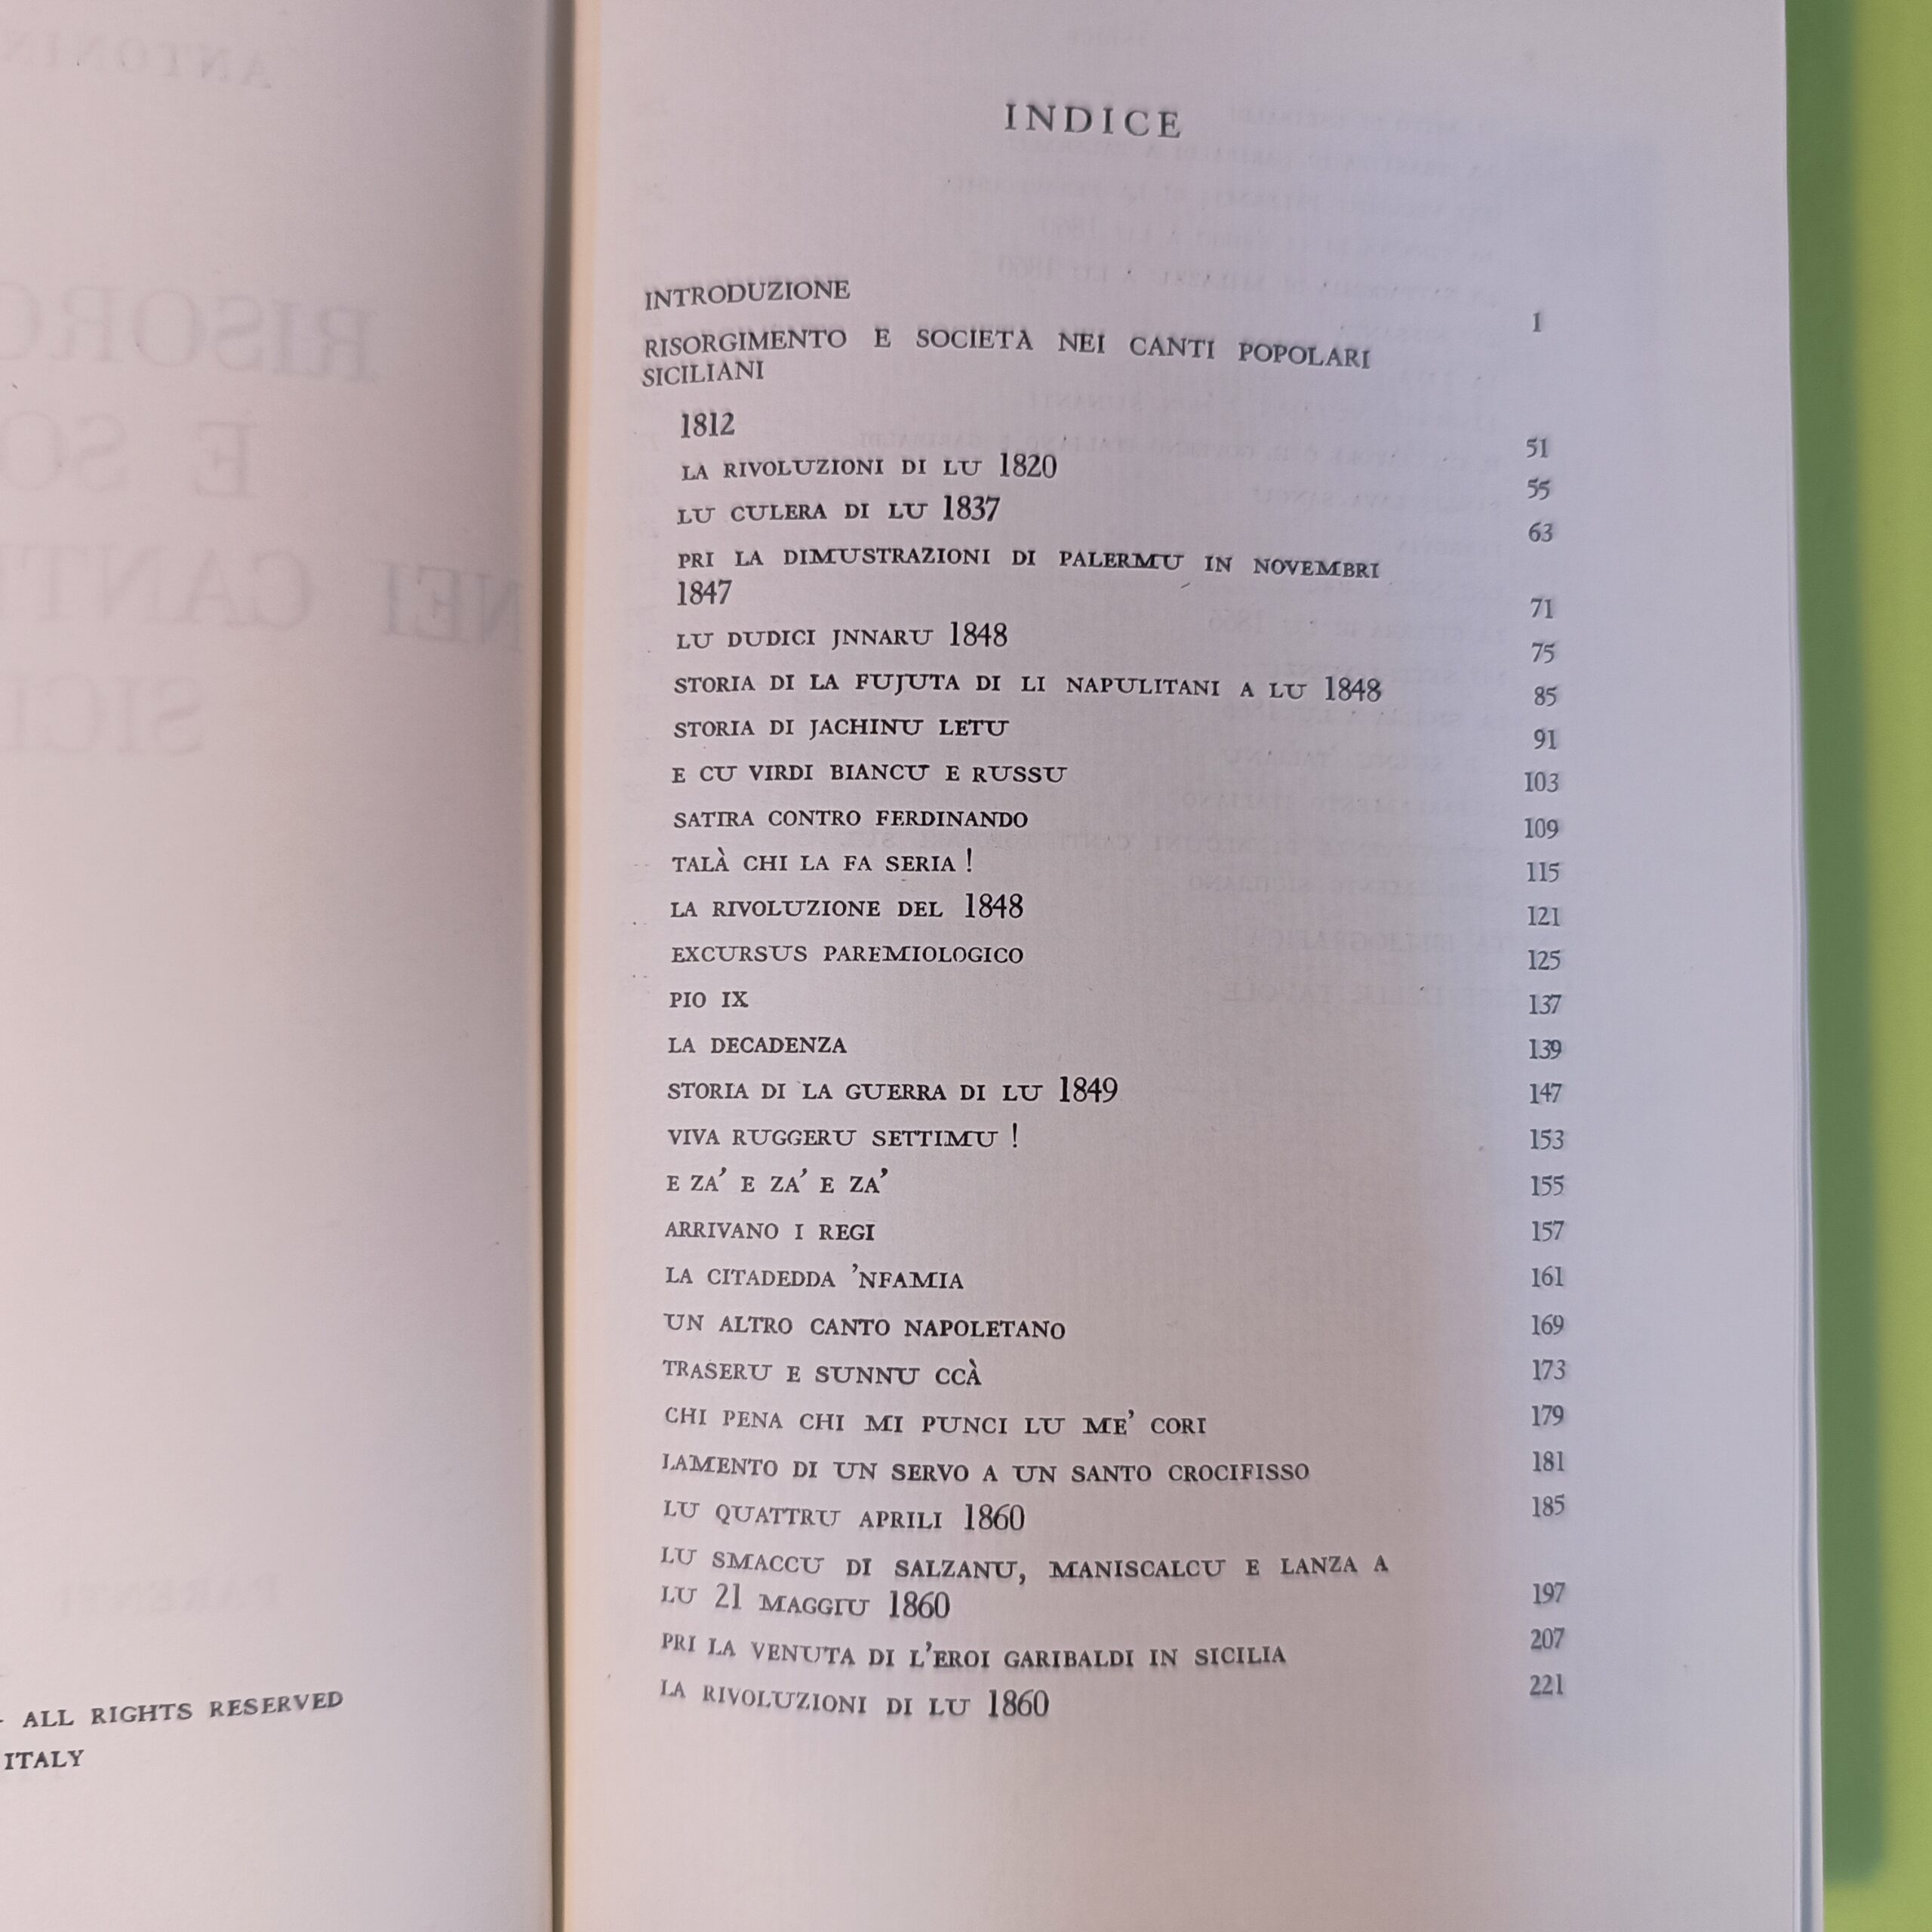 - ALL RIGHTS RESERVED
ITALY
INDICE
INTRODUZIONE 1
RISORGIMENTO E SOCIETÀ NEI CANTI POPOLARI
SICILIANI
1812 51
LA RIVOLUZIONI DI LU 1820 55
LU CULERA DI LU 1837 63
PRI LA DIMUSTRAZIONI DI PALERMU IN NOVEMBRI
1847 71
LU DUDICI JNNARU 1848 75
STORIA DI LA FUJUTA DI LI NAPULITANI A LU 1848 85
STORIA DI JACHINU LETU 91
E CU VIRDI BIANCU E RUSSU 103
SATIRA CONTRO FERDINANDO 109
TALÀ CHI LA FA SERIA ! 115
LA RIVOLUZIONE DEL 1848 121
EXCURSUS PAREMIOLOGICO 125
PIO IX 137
LA DECADENZA 139
STORIA DI LA GUERRA DI LU 1849 147
VIVA RUGGERU SETTIMU ! 153
E ZA' E ZA' E ZA' 155
ARRIVANO I REGI 157
LA CITADEDDA 'NFAMIA 161
UN ALTRO CANTO NAPOLETANO 169
TRASERU E SUNNU CCÀ 173
CHI PENA CHI MI PUNCI LU ME' CORI 179
LAMENTO DI UN SERVO A UN SANTO CROCIFISSO 181
LU QUATTRU APRILI 1860 185
LU SMACCU DI SALZANU, MANISCALCU E LANZA A
LU 21 MAGGIU 1860 197
PRI LA VENUTA DI L'EROI GARIBALDI IN SICILIA 207
LA RIVOLUZIONI DI LU 1860 221